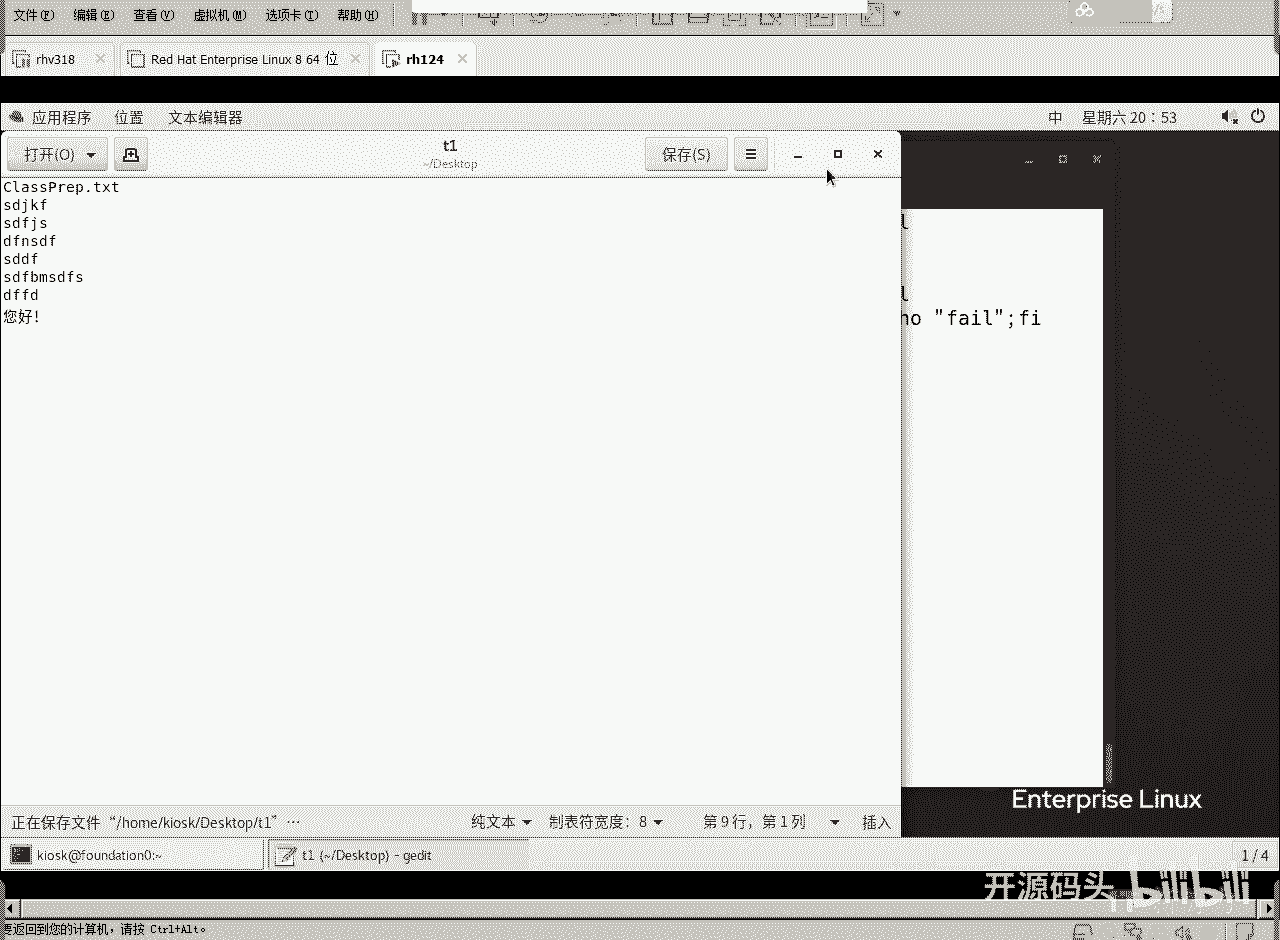 文件(F) 编辑(E) 查看(V) 虚拟机(M) 选项卡(T) 帮助(H)
rhv318 Red Hat Enterprise Linux 8 64 位 rh124
应用程序 位置 文本编辑器 中 星期六 20：53
打开(O) t1 保存(S)
~/Desktop
ClassPrep.txt
sdjkf
sdfjs
dfnsdf
sddf
sdfbmsdfs
dffd
您好!
l
l
ho "fail";fi
Enterprise Linux
正在保存文件“/home/kiosk/Desktop/t1”… 纯文本 制表符宽度：8 第 9 行，第 1 列 插入
kiosk@foundation0:~ t1 (~/Desktop) - gedit 1 / 4
开源码头 bilibili
要返回到您的计算机，请按 Ctrl+Alt。